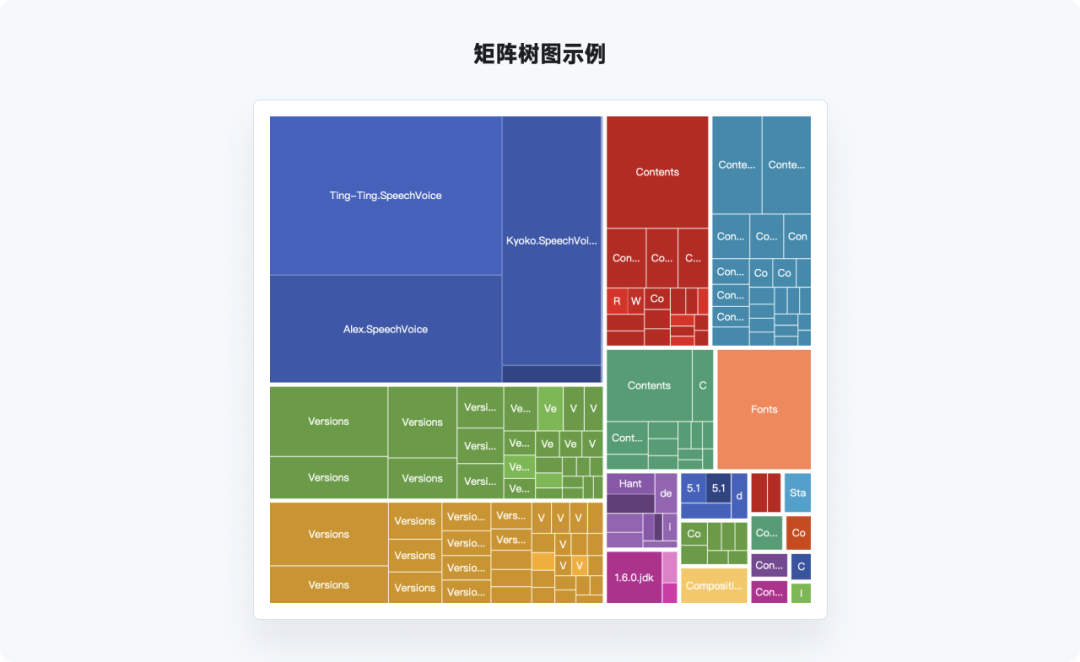 矩阵树图示例
Ting-Ting.SpeechVoice
Kyoko.SpeechVoi...
Alex.SpeechVoice
Contents
Con...
Co...
C...
R
W
Co
Conte...
Conte...
Con...
Co...
Con
Con...
Co
Co
Con...
Con...
Versions
Versions
Versions
Versions
Versi...
Versi...
Versi...
Ve...
Ve
V
V
Ve...
Ve
Ve
V
Ve...
Ve...
Contents
C
Cont...
Fonts
Versions
Versions
Versions
Versions
Versions
Versio...
Versio...
Versio...
Versio...
Vers...
Vers...
V
V
V
V
V
V
Hant
de
i
5.1
5.1
d
Sta
Co
Co...
Co
1.6.0.jdk
Compositi...
Con...
C
Con...
I